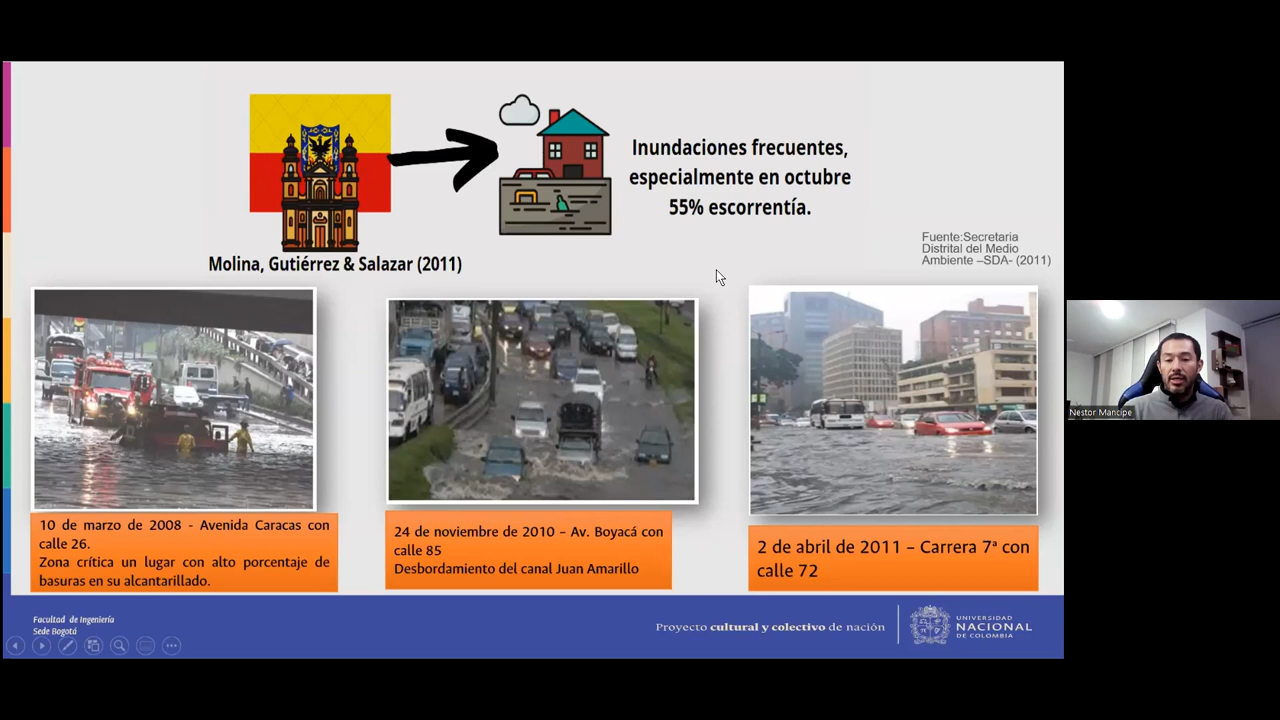 Inundaciones frecuentes,
especialmente en octubre
55% escorrentía.
Molina, Gutiérrez & Salazar (2011)
Fuente:Secretaria
Distrital del Medio
Ambiente –SDA- (2011)
10 de marzo de 2008 - Avenida Caracas con
calle 26.
Zona crítica un lugar con alto porcentaje de
basuras en su alcantarillado.
24 de noviembre de 2010 – Av. Boyacá con
calle 85
Desbordamiento del canal Juan Amarillo
2 de abril de 2011 – Carrera 7ª con
calle 72
Nestor Mancipe
Facultad de Ingeniería
Sede Bogotá
Proyecto cultural y colectivo de nación
UNIVERSIDAD
NACIONAL
DE COLOMBIA